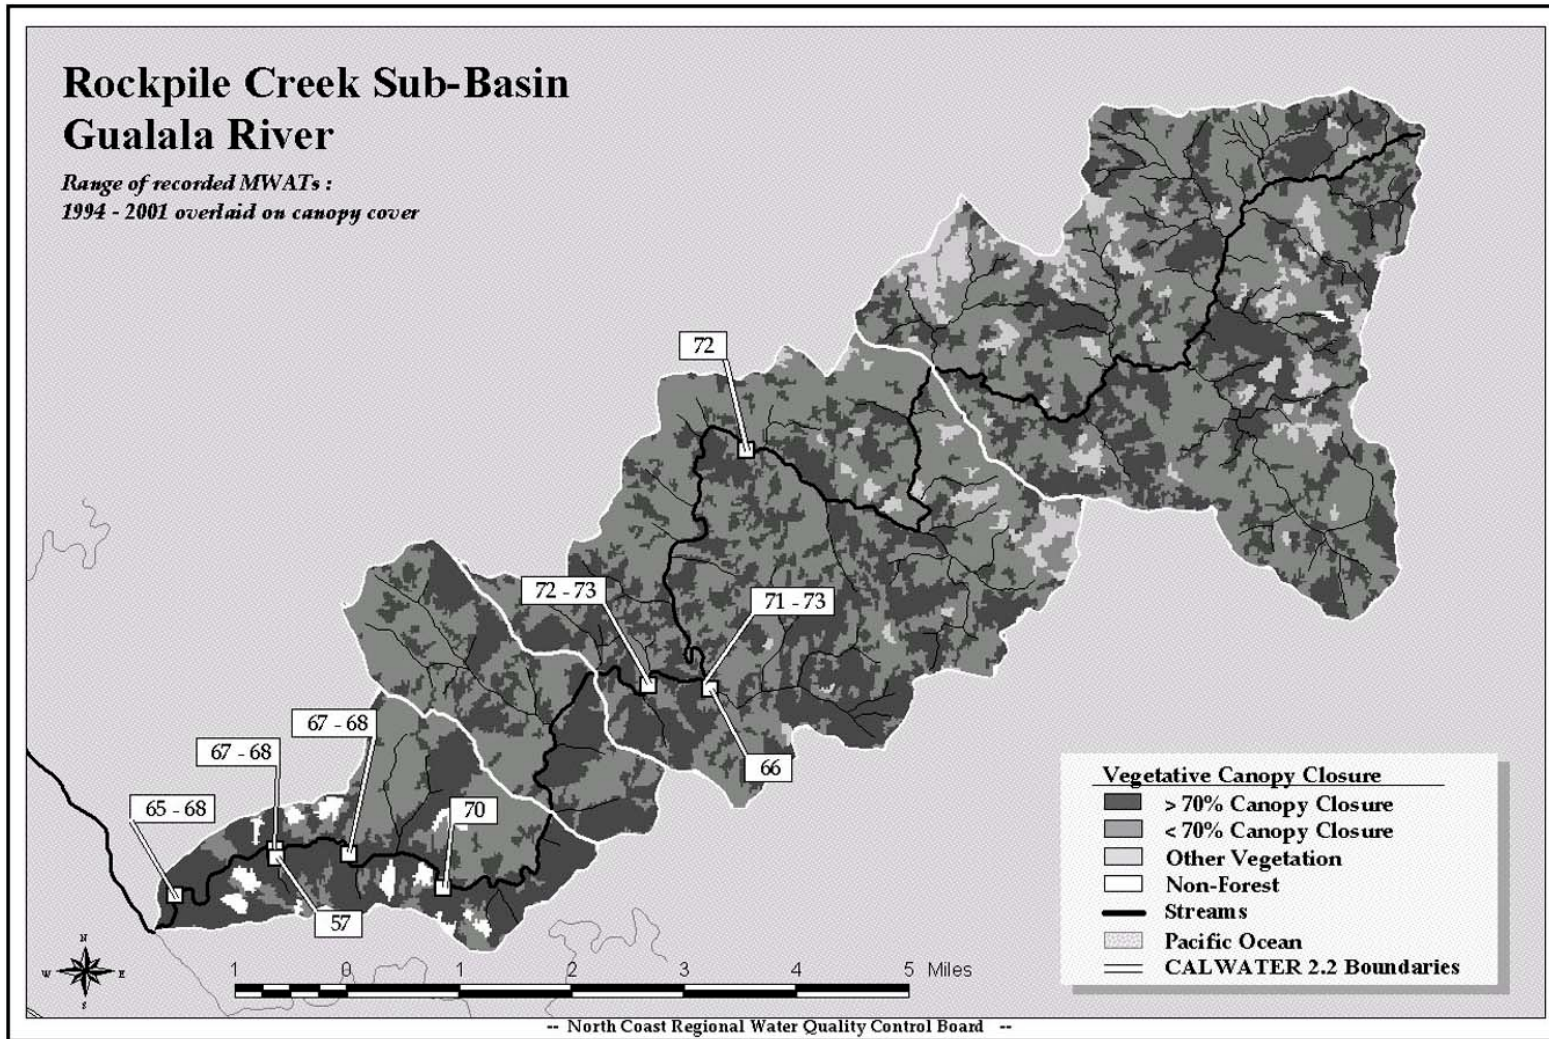 Rockpile Creek Sub-Basin
Gualala River
Range of recorded MWATs :
1994 - 2001 overlaid on canopy cover
72
72 - 73
71 - 73
67 - 68
67 - 68
66
65 - 68
70
57
Vegetative Canopy Closure
> 70% Canopy Closure
< 70% Canopy Closure
Other Vegetation
Non-Forest
Streams
Pacific Ocean
CALWATER 2.2 Boundaries
N
W E
S
1 0 1 2 3 4 5 Miles
-- North Coast Regional Water Quality Control Board --